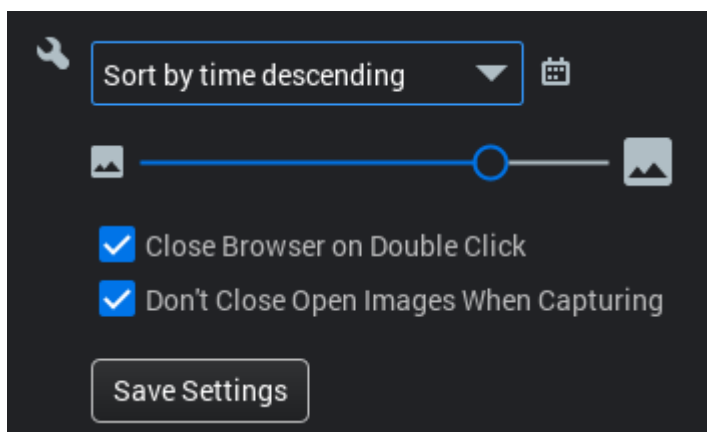 Sort by time descending
Close Browser on Double Click
Don't Close Open Images When Capturing
Save Settings